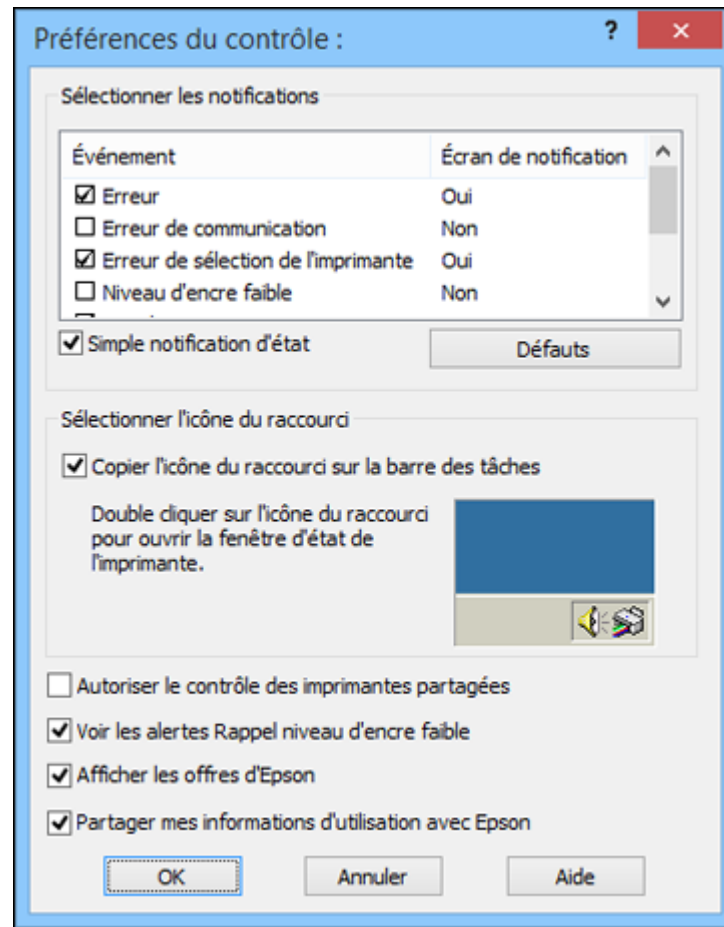 Préférences du contrôle :
?
Sélectionner les notifications
Événement Écran de notification
Erreur Oui
Erreur de communication Non
Erreur de sélection de l'imprimante Oui
Niveau d'encre faible Non
Simple notification d'état Défauts
Sélectionner l'icône du raccourci
Copier l'icône du raccourci sur la barre des tâches
Double cliquer sur l'icône du raccourci
pour ouvrir la fenêtre d'état de
l'imprimante.
Autoriser le contrôle des imprimantes partagées
Voir les alertes Rappel niveau d'encre faible
Afficher les offres d'Epson
Partager mes informations d'utilisation avec Epson
OK Annuler Aide